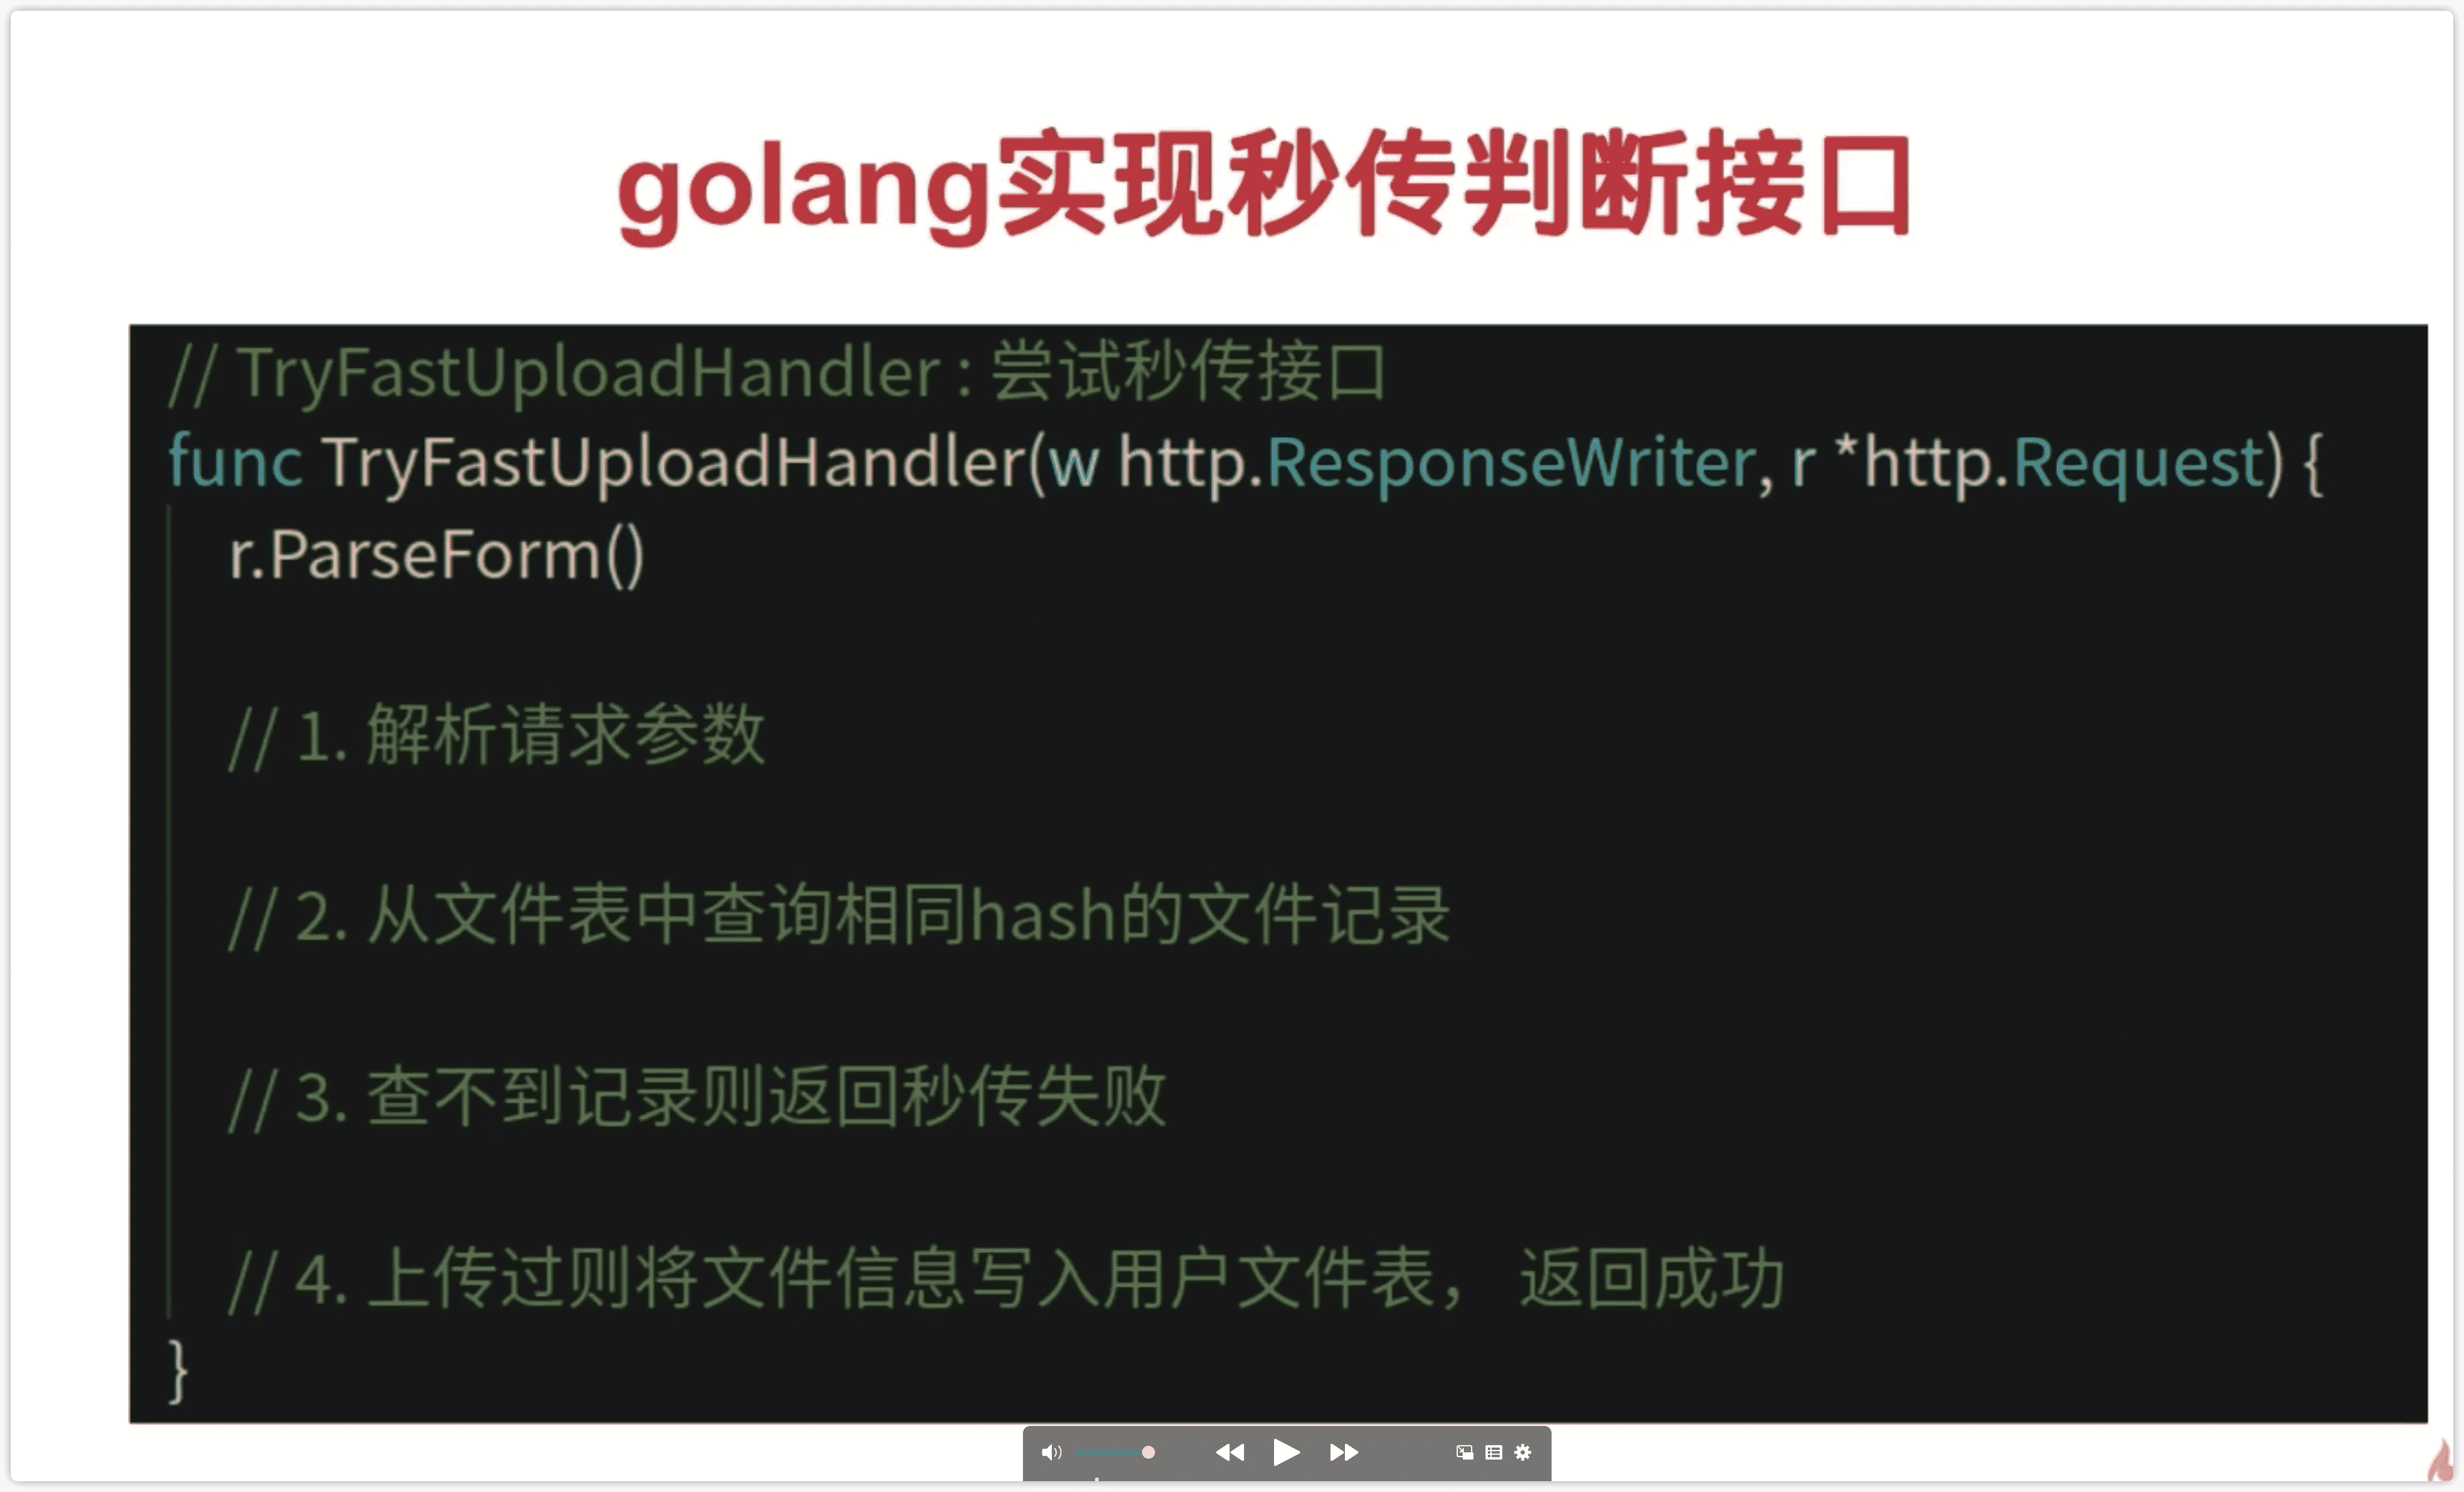 golang实现秒传判断接口
// TryFastUploadHandler : 尝试秒传接口
func TryFastUploadHandler(w http.ResponseWriter, r *http.Request) {
r.ParseForm()
// 1. 解析请求参数
// 2. 从文件表中查询相同hash的文件记录
// 3. 查不到记录则返回秒传失败
// 4. 上传过则将文件信息写入用户文件表， 返回成功
}